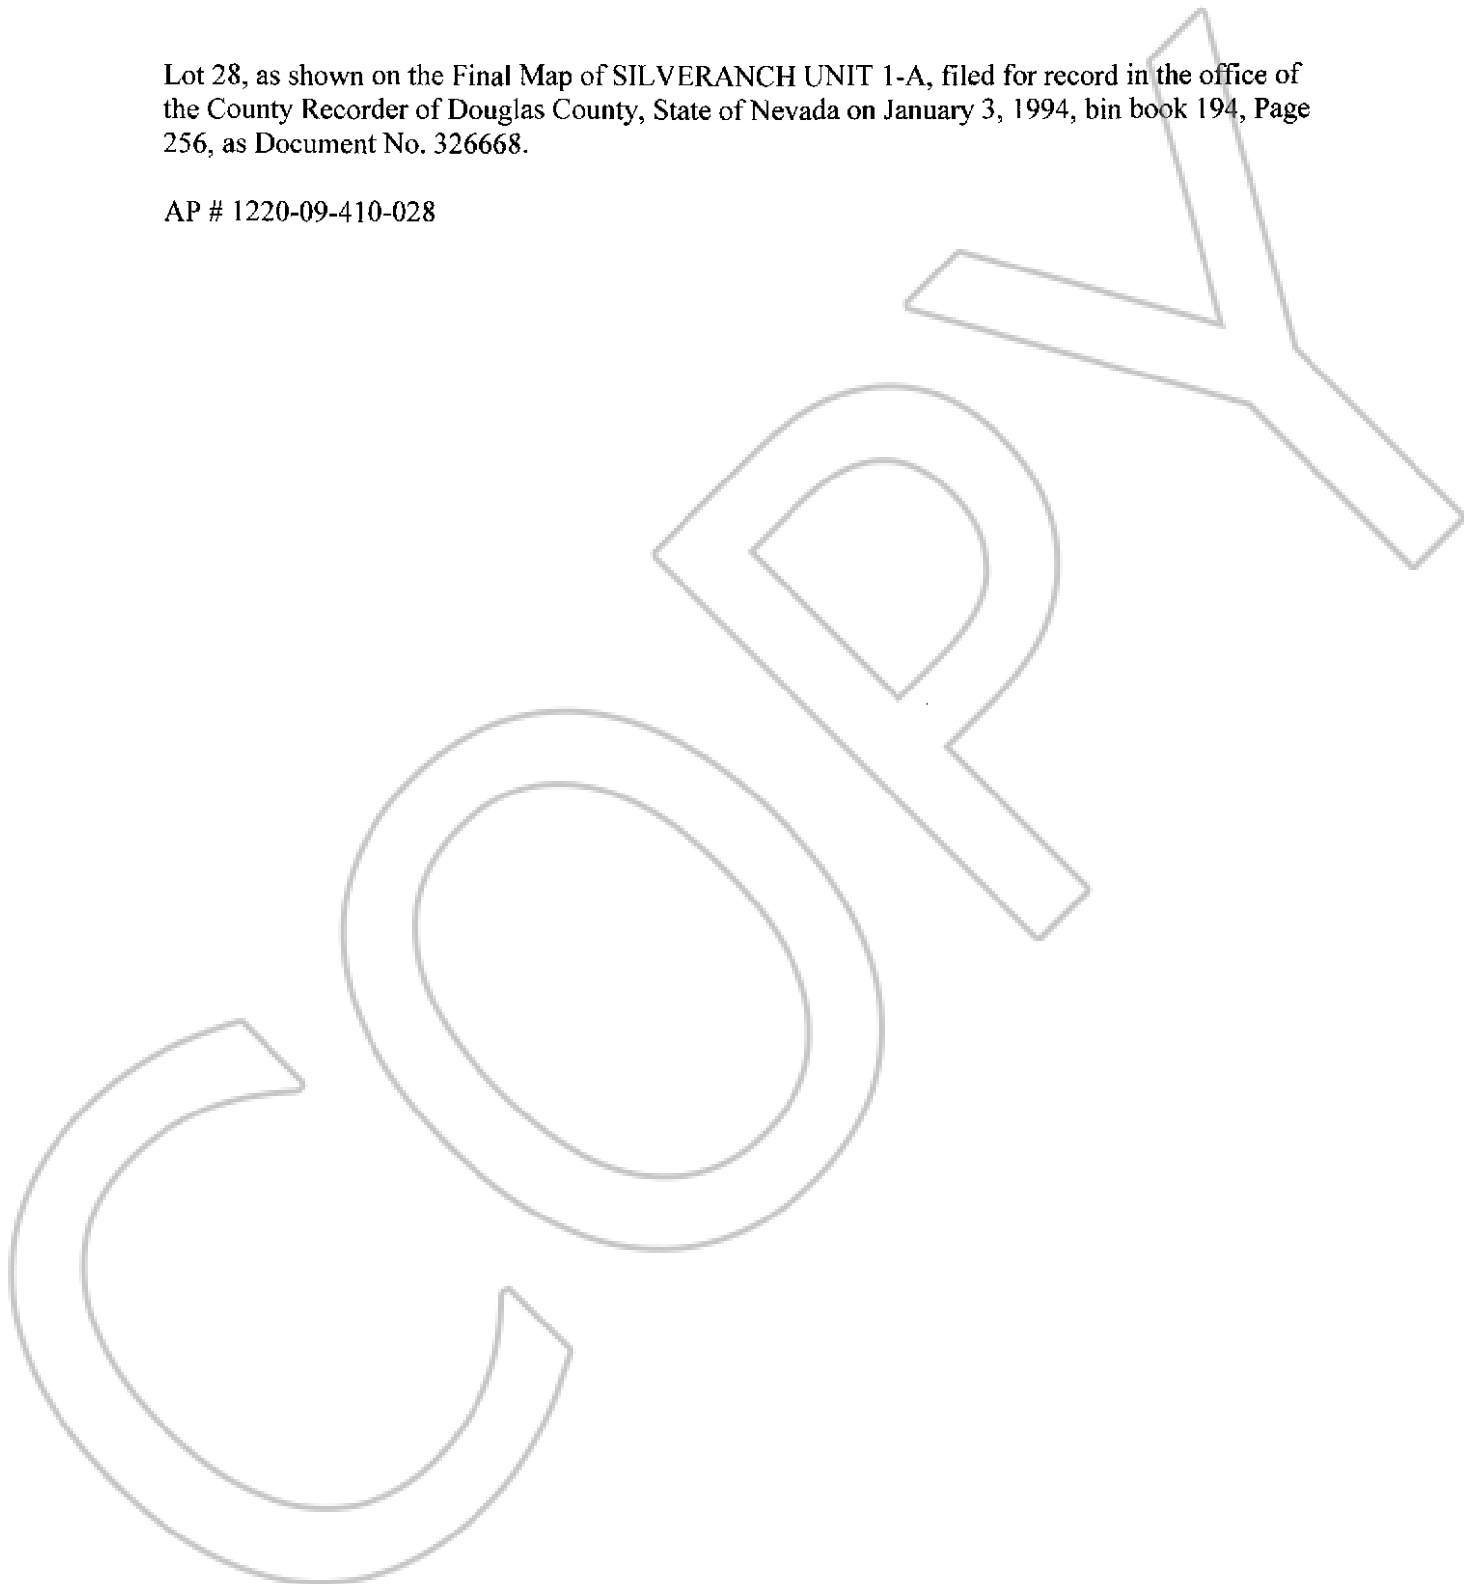 Lot 28, as shown on the Final Map of SILVERANCH UNIT 1-A, filed for record in the office of
the County Recorder of Douglas County, State of Nevada on January 3, 1994, bin book 194, Page
256, as Document No. 326668.
AP # 1220-09-410-028
COPY